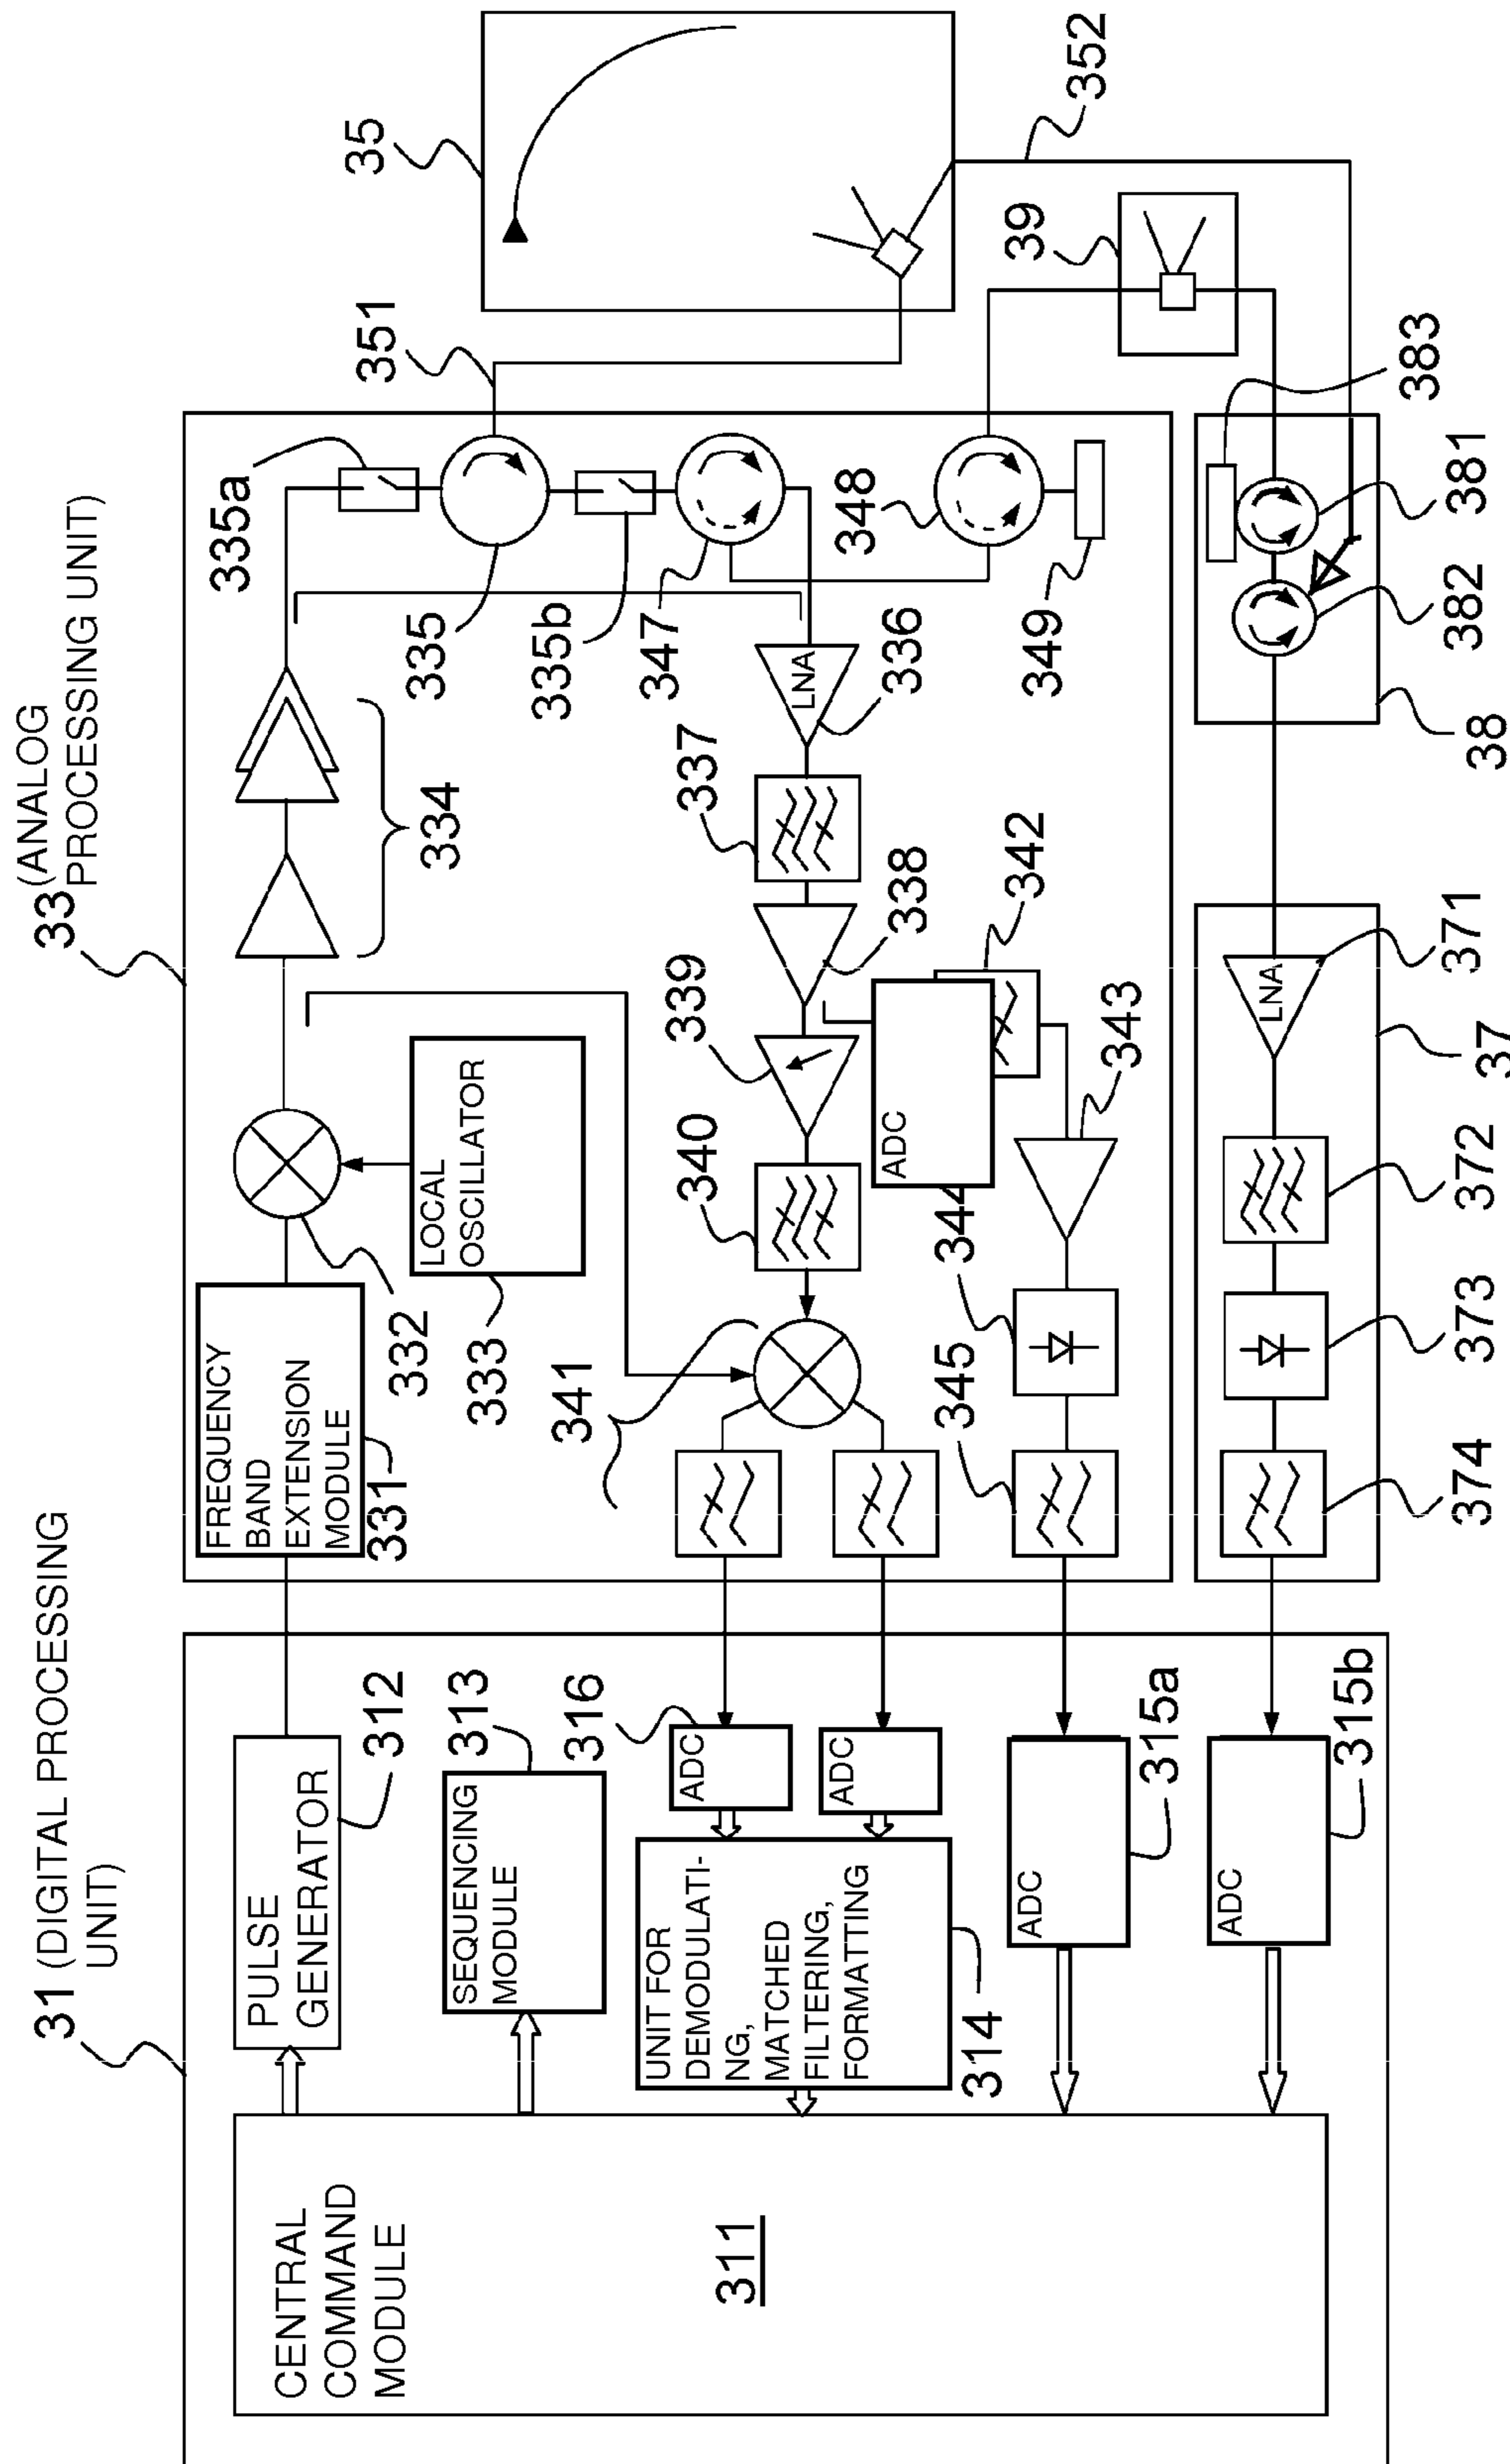 31 (DIGITAL PROCESSING
UNIT)
33 (ANALOG
PROCESSING UNIT)
CENTRAL
COMMAND
MODULE
311
PULSE
GENERATOR
312
SEQUENCING
MODULE
313
316
ADC
ADC
UNIT FOR
DEMODULATI-
NG,
MATCHED
FILTERING,
FORMATTING
314
ADC
315a
ADC
315b
FREQUENCY
BAND
EXTENSION
MODULE
331
332
LOCAL
OSCILLATOR
333
334
335a
335
335b
347
348
349
LNA
336
337
338
339
340
341
ADC
342
343
344
345
351
35
352
39
383
381
382
38
LNA
371
37
372
373
374